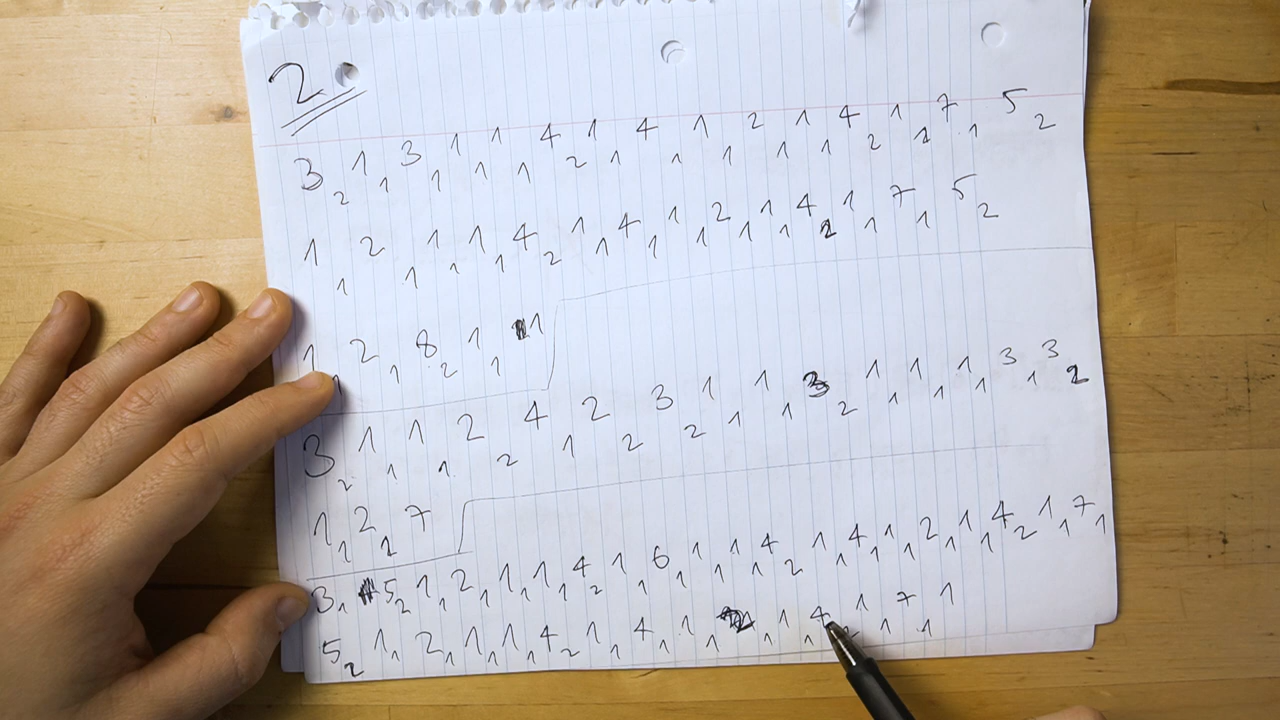 2.
3 2 1 1 3 1 1 1 1 1 4 2 1 1 4 1 1 1 2 1 1 1 4 2 1 1 7 1 5 2
1 1 2 1 1 1 1 1 4 2 1 1 4 1 1 1 2 1 1 1 4 2 1 1 7 1 5 2
1 1 2 1 8 2 1 1 1
3 2 1 1 1 1 2 2 4 1 2 2 3 2 1 1 1 1 3 2 1 1 1 1 1 1 3 1 3 2
1 1 2 1 7
3 1 5 2 1 1 2 1 1 1 1 1 4 2 1 1 6 1 1 1 1 1 4 2 1 1 4 1 1 1 2 1 1 1 4 2 1 1 7 1
5 2 1 1 2 1 1 1 1 1 4 2 1 1 4 1 1 1 1 1 1 4 2 1 1 7 1 1